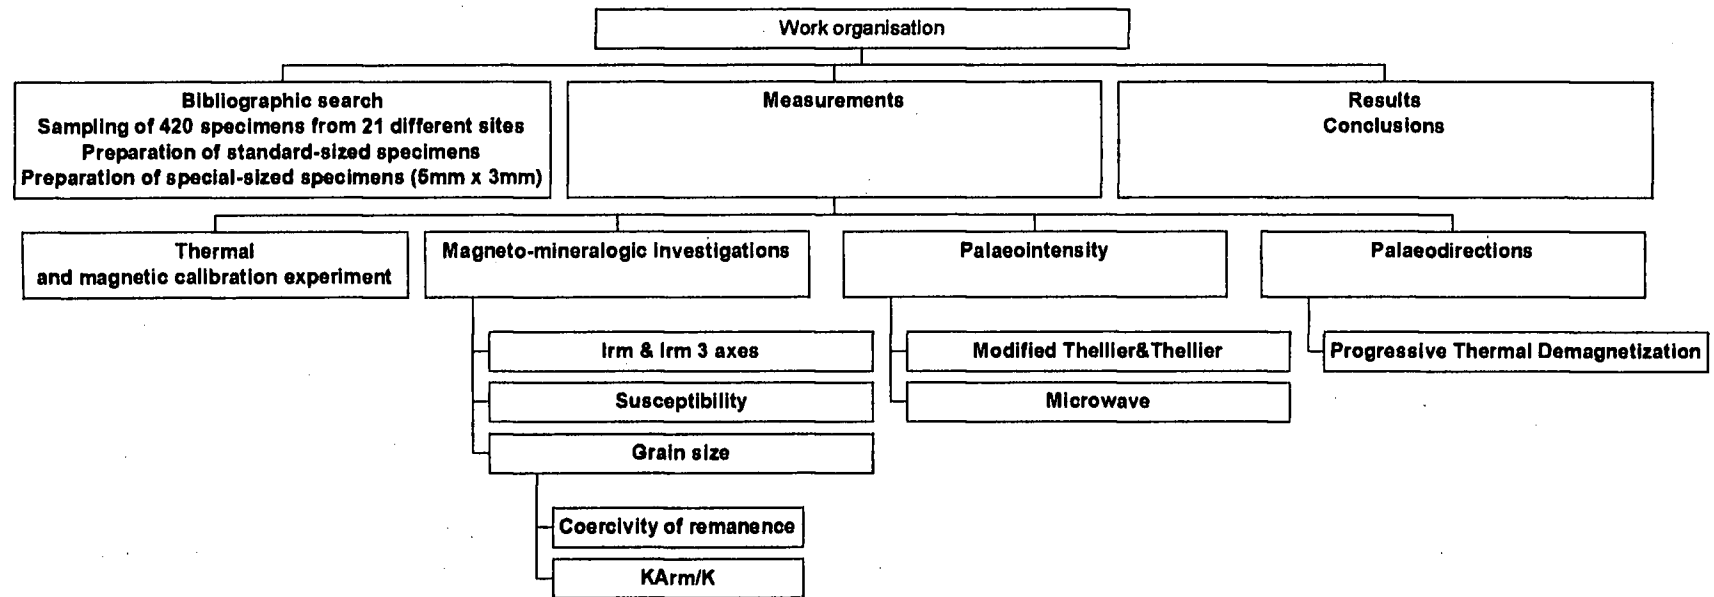 Work organisation
Bibliographic search
Sampling of 420 specimens from 21 different sites
Preparation of standard-sized specimens
Preparation of special-sized specimens (5mm x 3mm)
Measurements
Results
Conclusions
Thermal
and magnetic calibration experiment
Magneto-mineralogic investigations
Palaeointensity
Palaeodirections
Irm & Irm 3 axes
Susceptibility
Grain size
Coercivity of remanence
KArm/K
Modified Thellier&Thellier
Microwave
Progressive Thermal Demagnetization